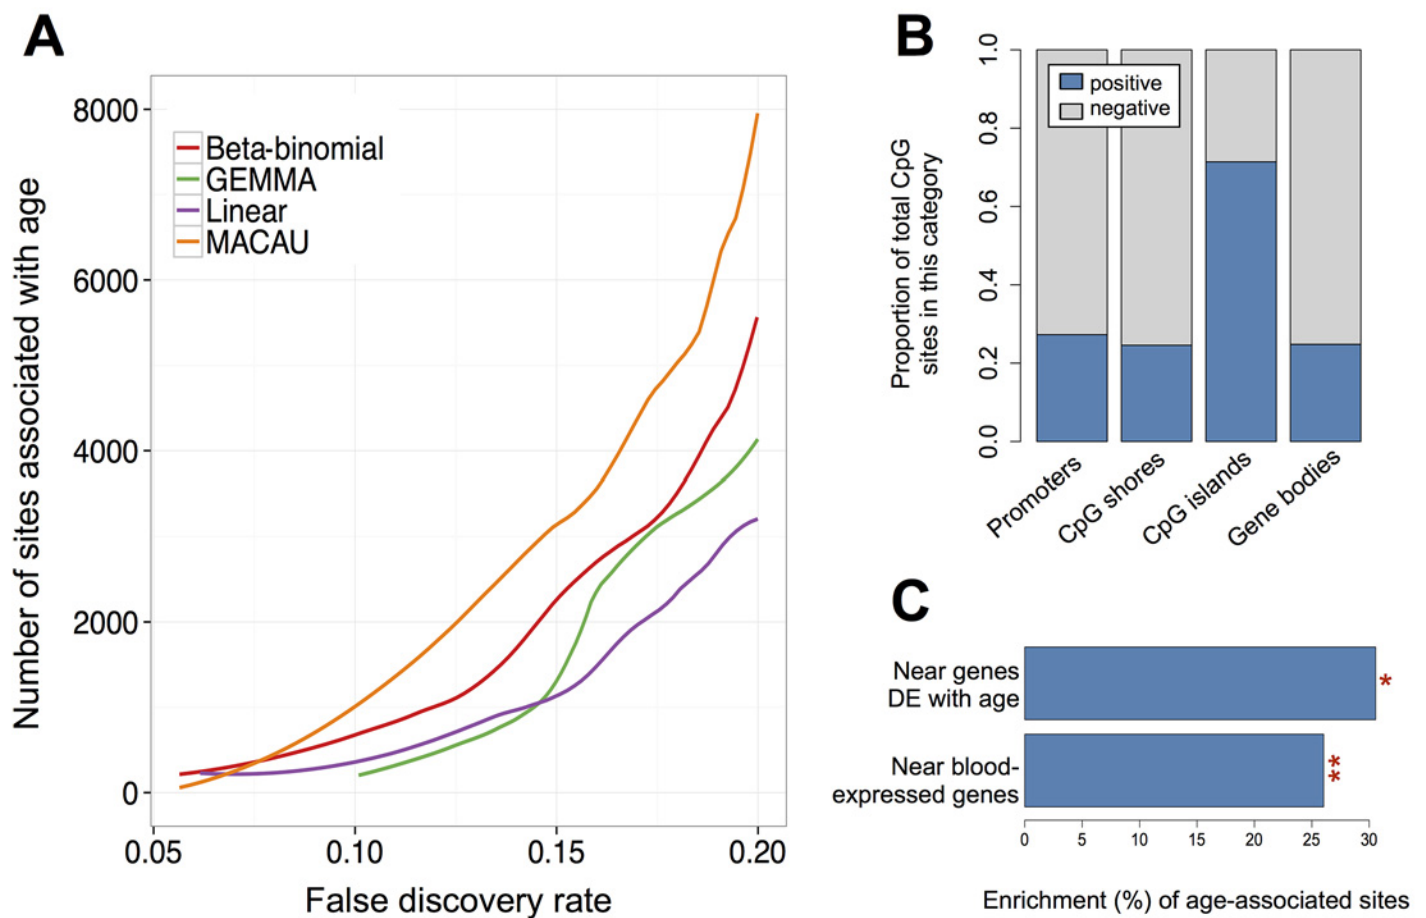 A
Number of sites associated with age
8000
6000
4000
2000
0
Beta-binomial
GEMMA
Linear
MACAU
0.05
0.10
0.15
0.20
False discovery rate
B
Proportion of total CpG
sites in this category
1.0
0.8
0.6
0.4
0.2
0.0
positive
negative
Promoters
CpG shores
CpG islands
Gene bodies
C
Near genes
DE with age
*
Near blood-
expressed genes
**
0
5
10
15
20
25
30
Enrichment (%) of age-associated sites